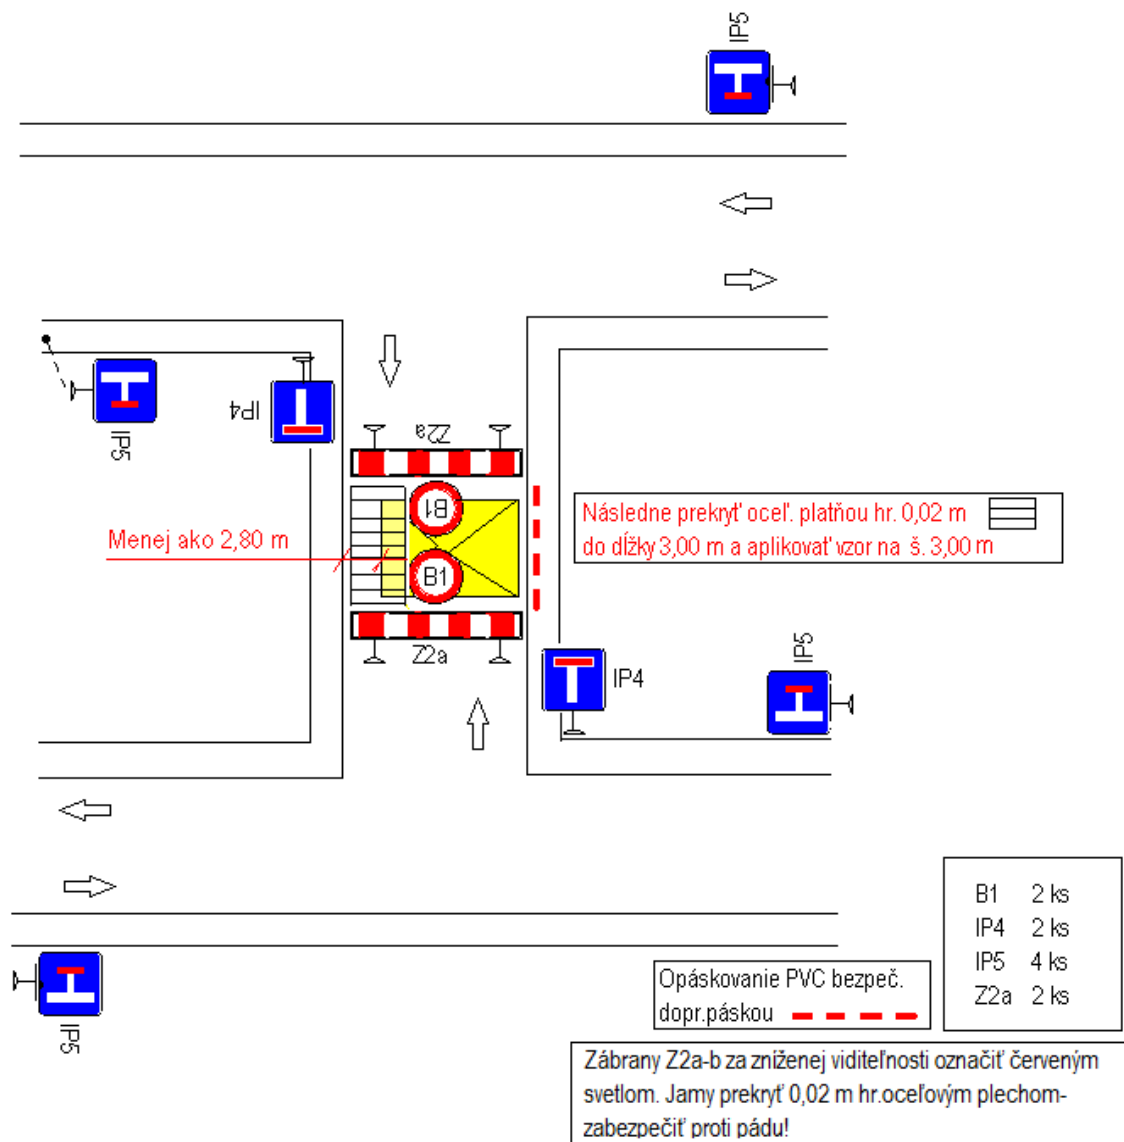 IP5
IP5
IP4
Z2a
B1
Menej ako 2,80 m
B1
Následne prekryť oceľ. platňou hr. 0,02 m
do dĺžky 3,00 m a aplikovať vzor na š. 3,00 m
Z2a
IP4
IP5
B1 2 ks
IP4 2 ks
IP5 4 ks
Z2a 2 ks
Opáskovanie PVC bezpeč.
dopr.páskou
IP5
Zábrany Z2a-b za zníženej viditeľnosti označiť červeným
svetlom. Jamy prekryť 0,02 m hr.oceľovým plechom-
zabezpečiť proti pádu!